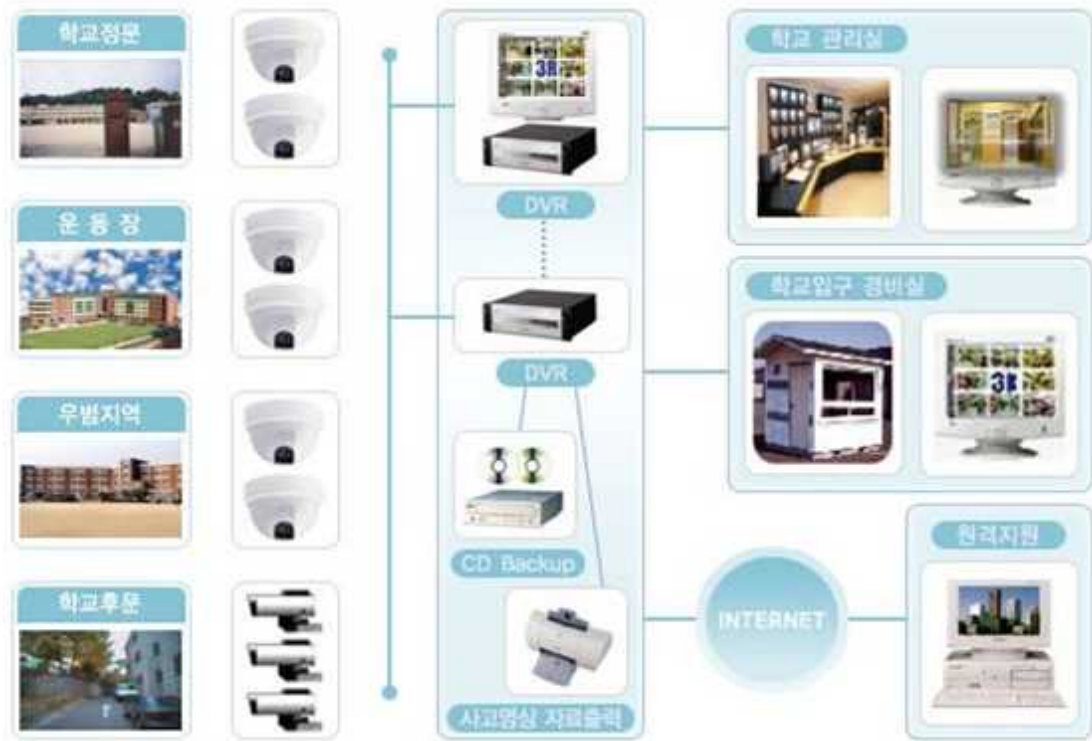 학교정문
운 동 장
우범지역
학교후문
3R
DVR
DVR
CD Backup
사고영상 자료출력
학교 관리실
학교입구 경비실
3R
INTERNET
원격지원